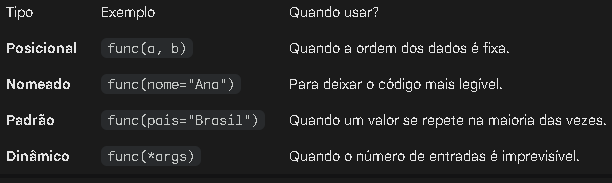 Tipo Exemplo Quando usar?
Posicional func(a, b) Quando a ordem dos dados é fixa.
Nomeado func(nome="Ana") Para deixar o código mais legível.
Padrão func(pais="Brasil") Quando um valor se repete na maioria das vezes.
Dinâmico func(*args) Quando o número de entradas é imprevisível.